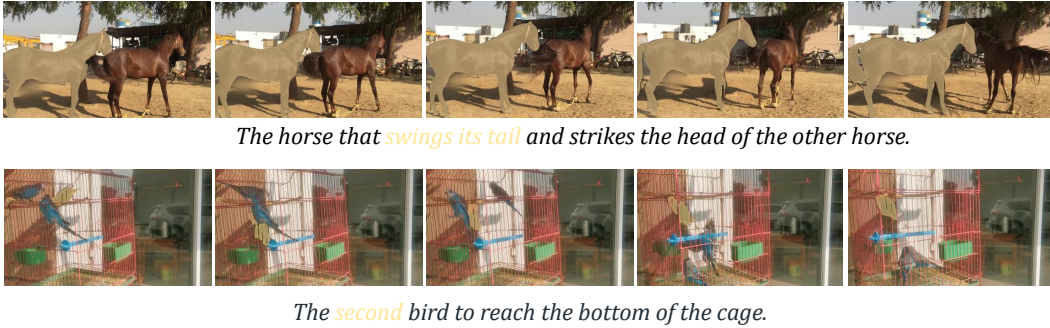 The horse that swings its tail and strikes the head of the other horse.
The second bird to reach the bottom of the cage.